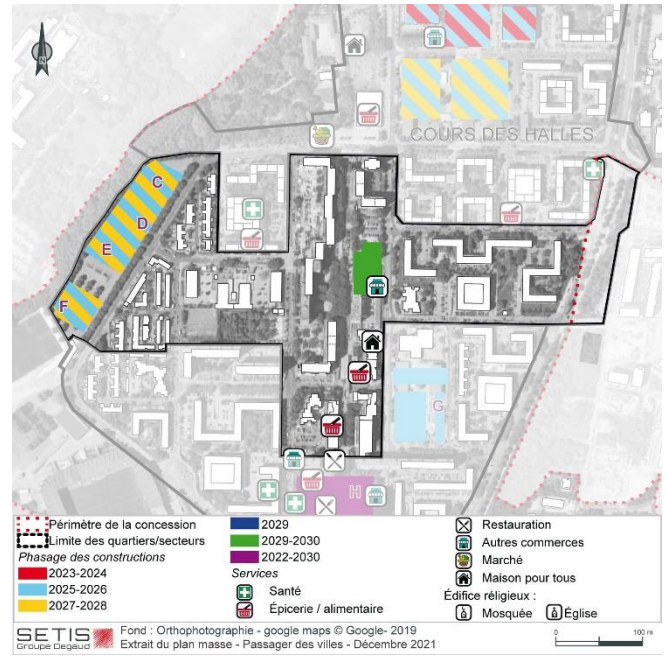 N
COURS DES HALLES
C
D
E
F
G
H
Périmètre de la concession
Limite des quartiers/secteurs
Phasage des constructions
2023-2024
2025-2026
2027-2028
2029
2029-2030
2022-2030
Services
Santé
Épicerie / alimentaire
Restauration
Autres commerces
Marché
Maison pour tous
Édifice réligieux :
Mosquée
Église
SETIS
Groupe Degaud
Fond : Orthophotographie - google maps © Google- 2019
Extrait du plan masse - Passager des villes - Décembre 2021
0 100 m